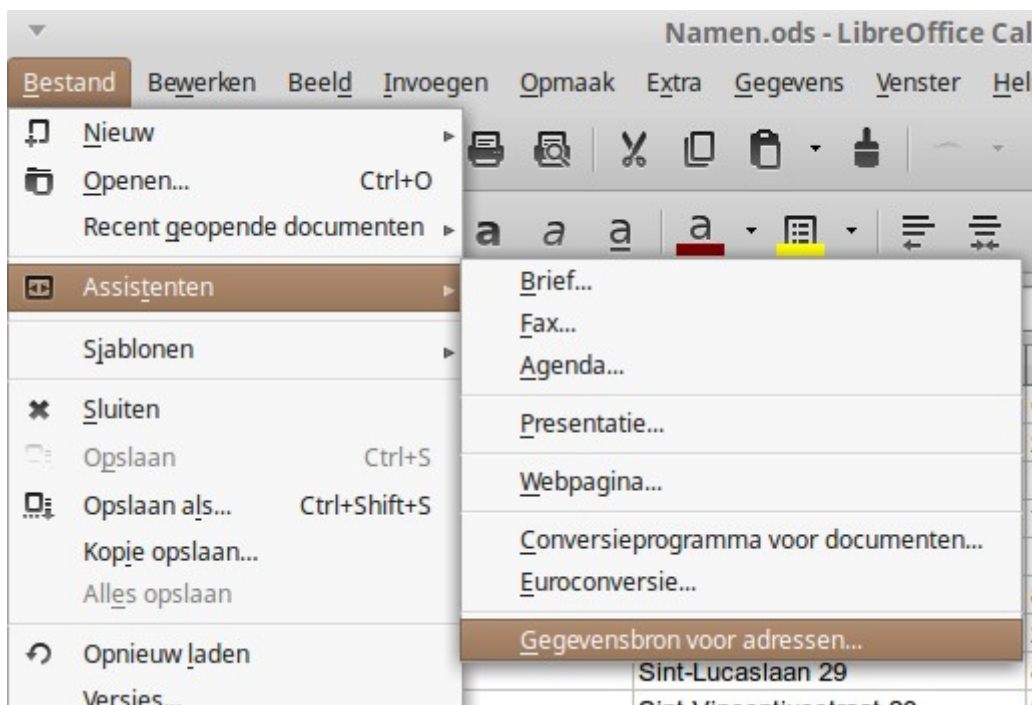 Namen.ods - LibreOffice Cal
Bestand Bewerken Beeld Invoegen Opmaak Extra Gegevens Venster Hel
Nieuw
Openen... Ctrl+O
Recent geopende documenten
Assistenten
Sjablonen
Sluiten
Opslaan Ctrl+S
Opslaan als... Ctrl+Shift+S
Kopie opslaan...
Alles opslaan
Opnieuw laden
Versies...
a a a a
Brief...
Fax...
Agenda...
Presentatie...
Webpagina...
Conversieprogramma voor documenten...
Euroconversie...
Gegevensbron voor adressen...
Sint-Lucaslaan 29